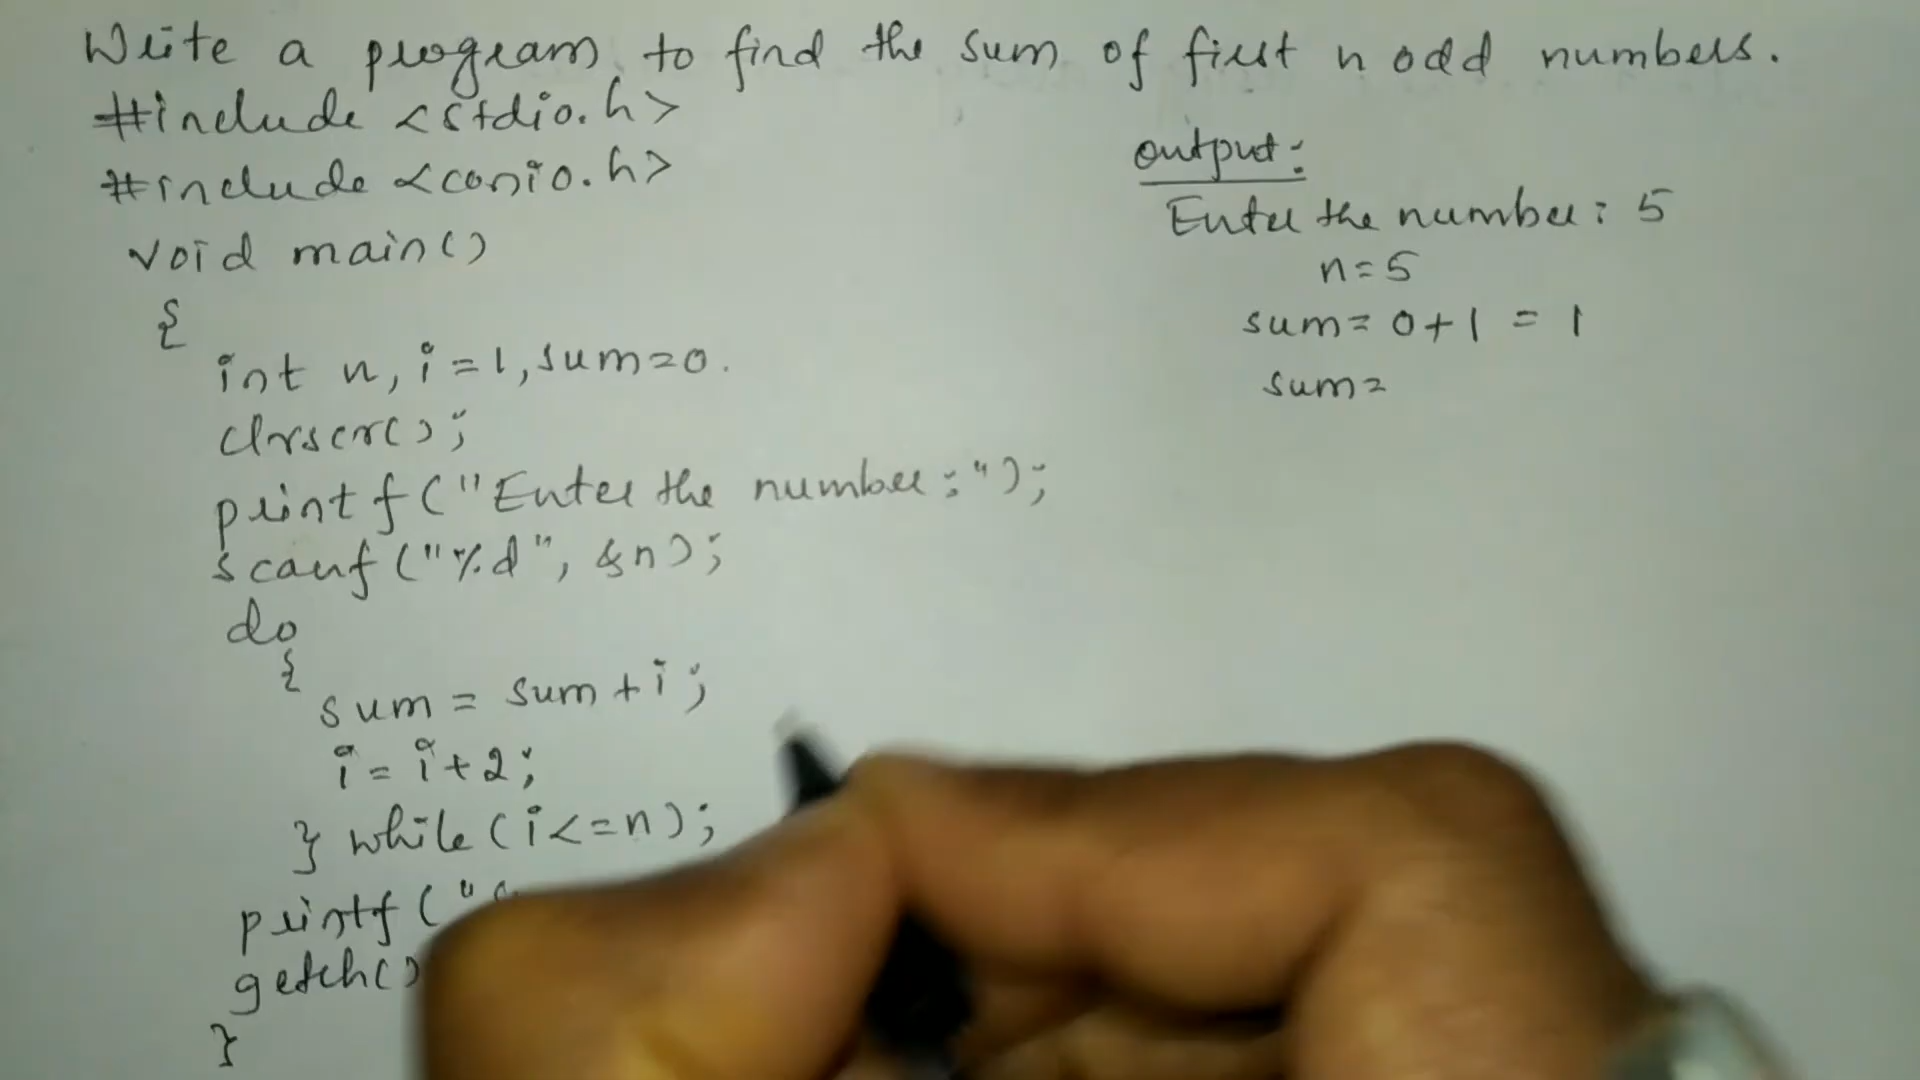 Write a program to find the sum of first n odd numbers.
#include <stdio.h>
#include <conio.h>
void main()
{
int n, i=1, sum=0.
clrscr();
printf("Enter the number:");
scanf("%d", &n);
do
{
sum = sum+i;
i = i+2;
} while(i<=n);
printf("
getch()
}
output:
Enter the number: 5
n=5
sum= 0+1 = 1
sum=